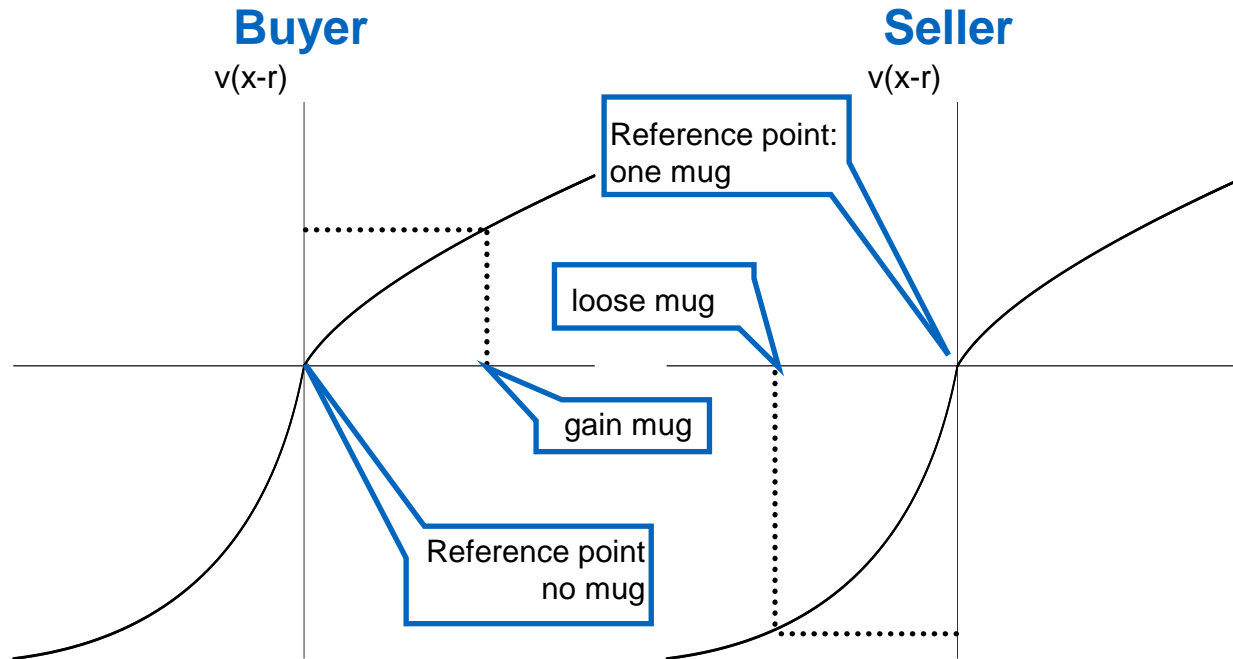 Buyer
v(x-r)
gain mug
Reference point
no mug
Seller
v(x-r)
Reference point:
one mug
loose mug